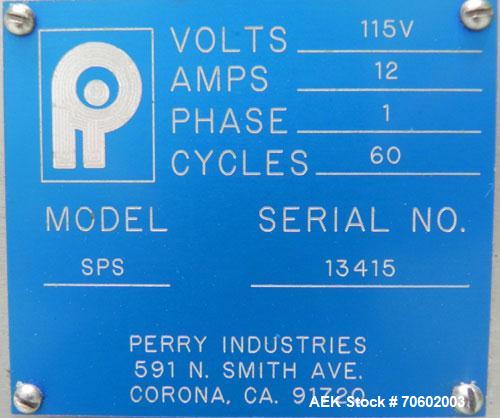 VOLTS 115V
AMPS 12
PHASE 1
CYCLES 60
MODEL SERIAL NO.
SPS 13415
PERRY INDUSTRIES
591 N. SMITH AVE.
CORONA, CA. 91720
AEK Stock # 70602003